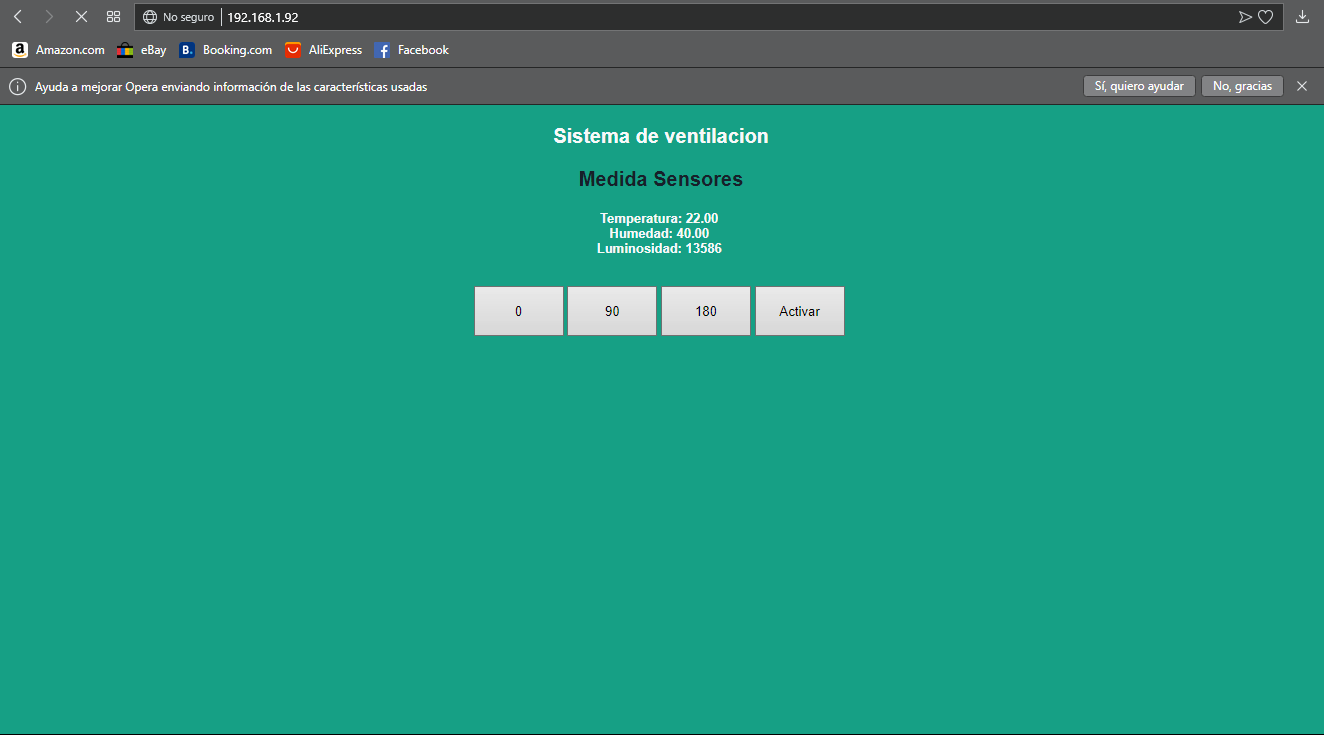 No seguro 192.168.1.92
Amazon.com eBay Booking.com AliExpress Facebook
Ayuda a mejorar Opera enviando información de las características usadas Sí, quiero ayudar No, gracias
Sistema de ventilacion
Medida Sensores
Temperatura: 22.00
Humedad: 40.00
Luminosidad: 13586
0 90 180 Activar